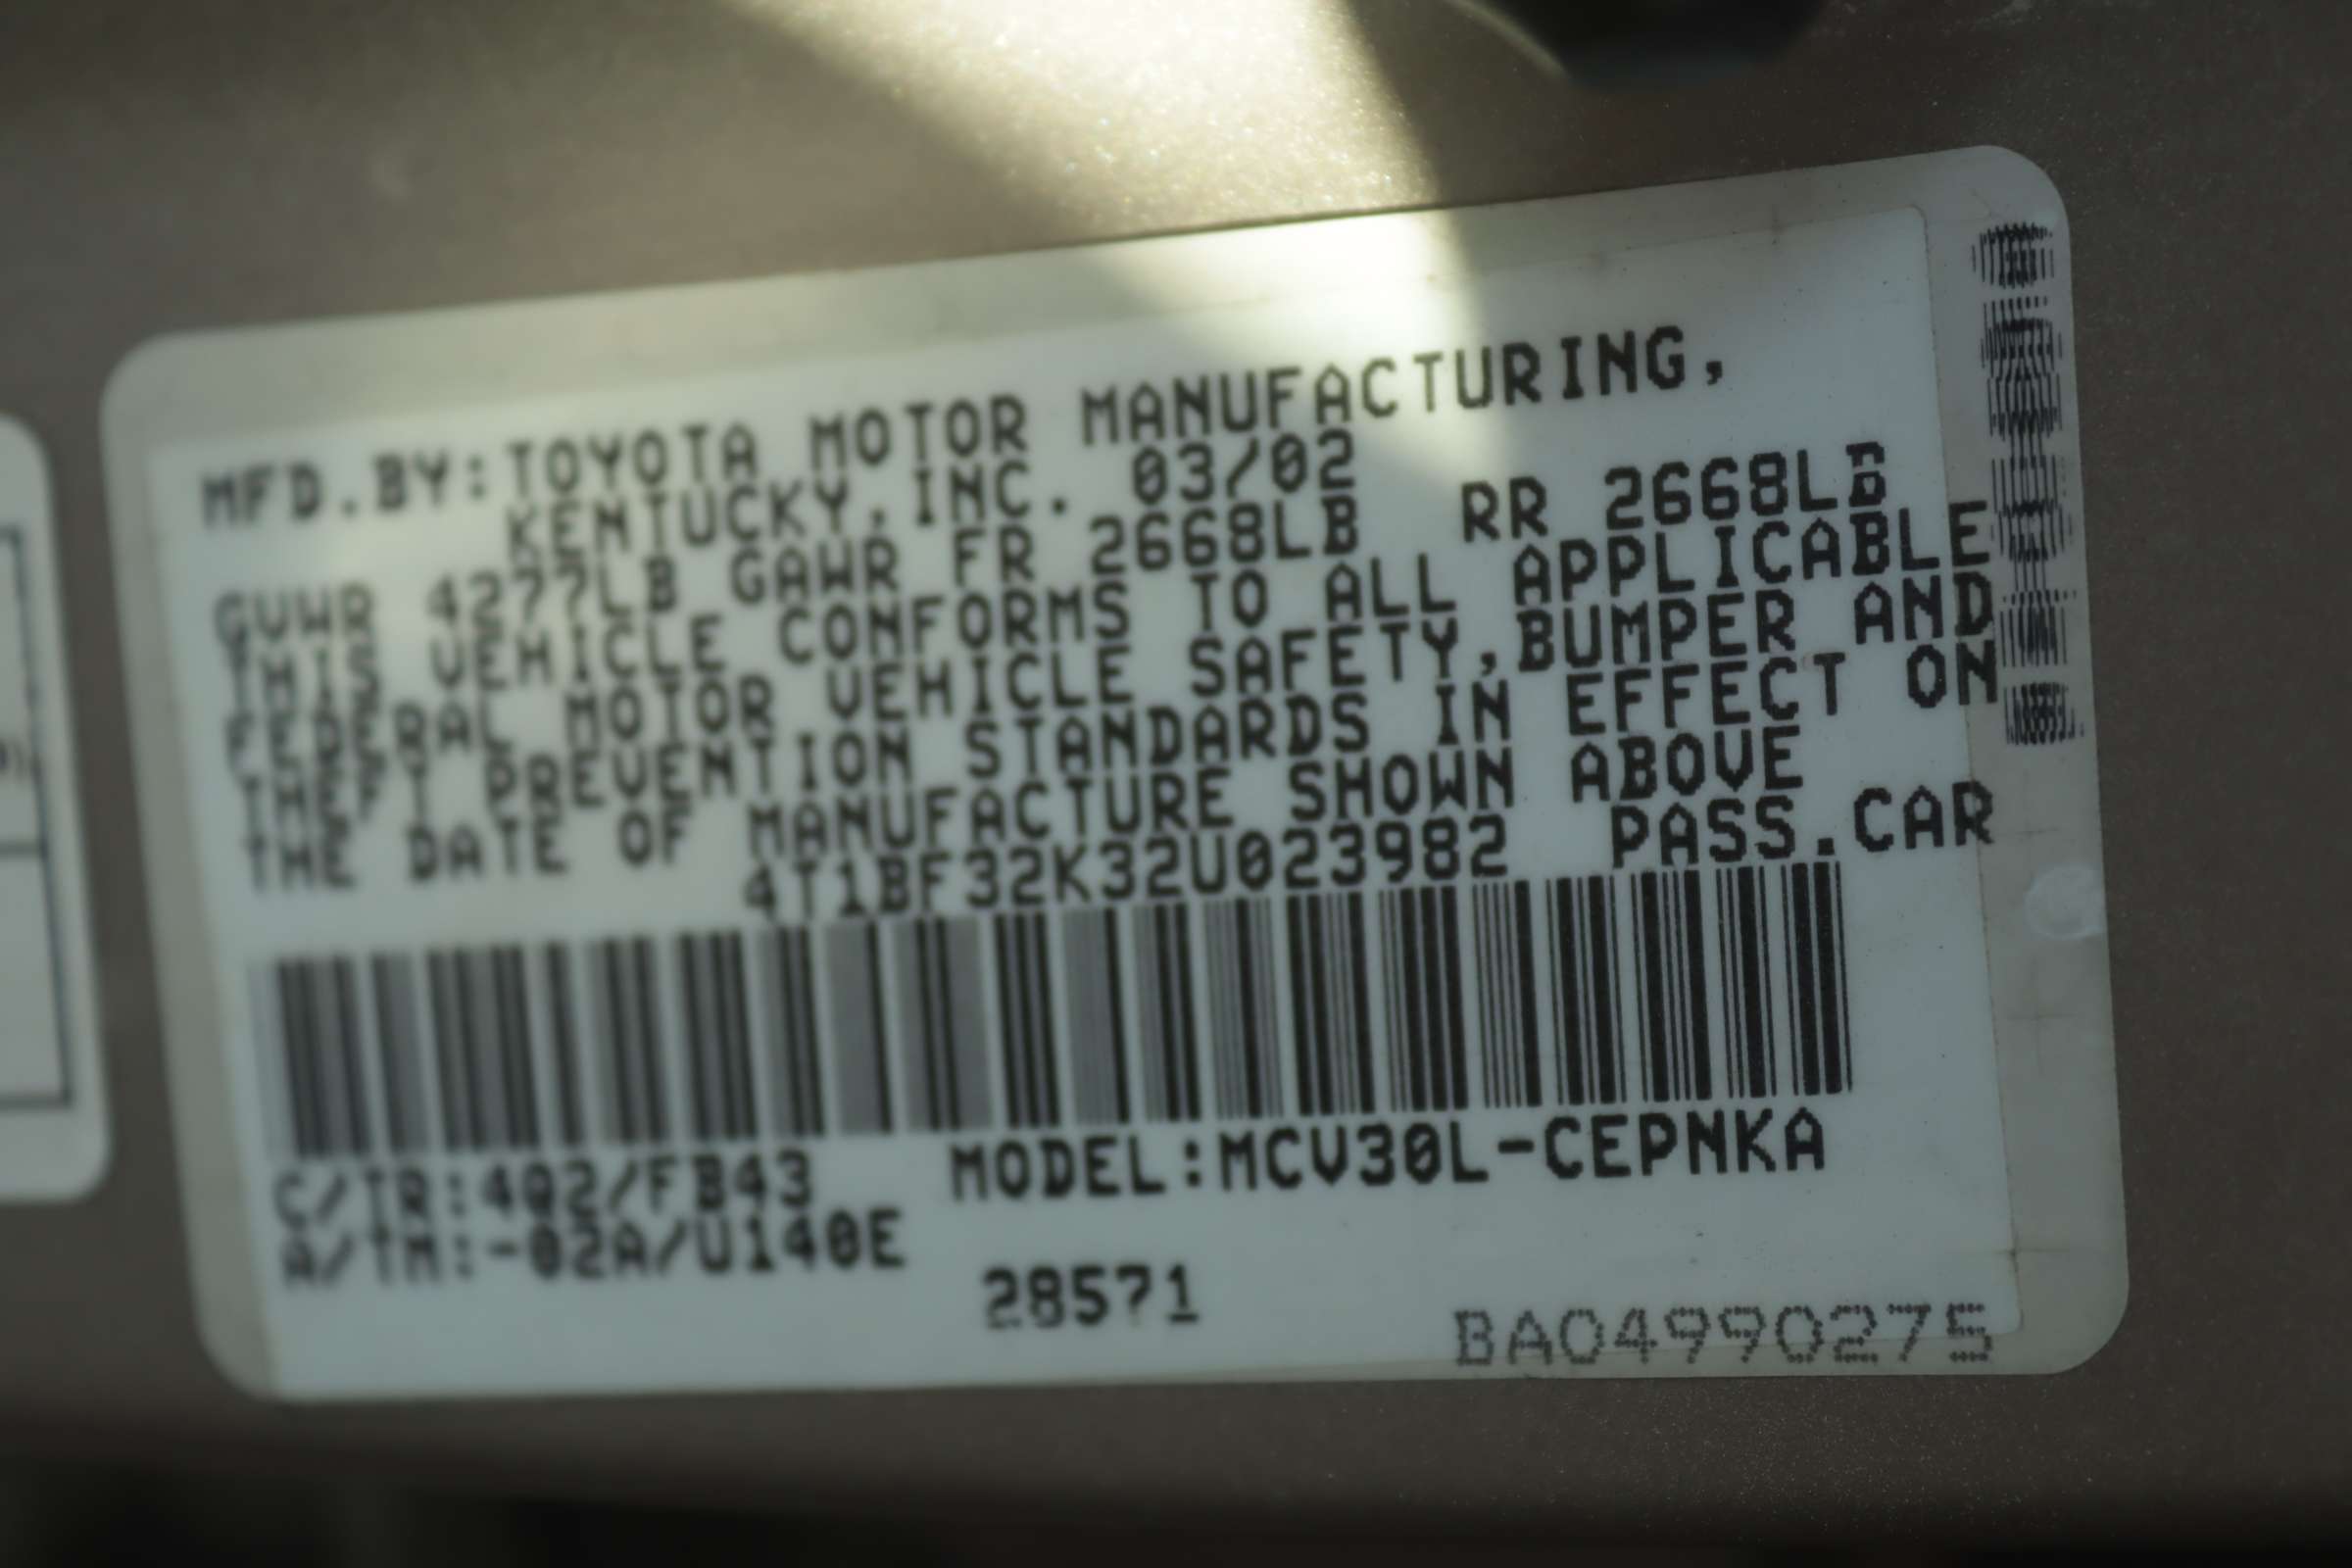 MFD.BY:TOYOTA MOTOR MANUFACTURING,
KENTUCKY,INC. 03/02
GVWR 4277LB GAWR FR 2668LB RR 2668LB
THIS VEHICLE CONFORMS TO ALL APPLICABLE
FEDERAL MOTOR VEHICLE SAFETY,BUMPER AND
THEFT PREVENTION STANDARDS IN EFFECT ON
THE DATE OF MANUFACTURE SHOWN ABOVE
4T1BF32K32U023982 PASS.CAR
C/TR:402/FB43 MODEL:MCV30L-CEPNKA
A/TM:-02A/U140E
28571
BA04990275